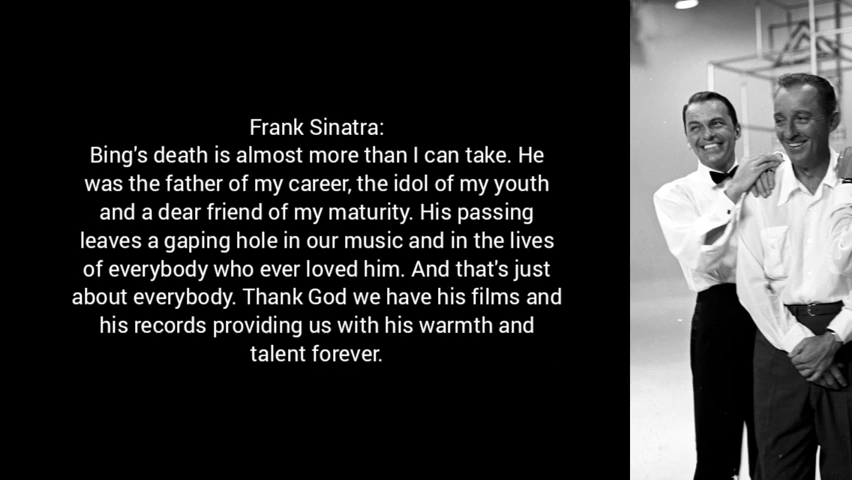 Frank Sinatra:
Bing's death is almost more than I can take. He
was the father of my career, the idol of my youth
and a dear friend of my maturity. His passing
leaves a gaping hole in our music and in the lives
of everybody who ever loved him. And that's just
about everybody. Thank God we have his films and
his records providing us with his warmth and
talent forever.